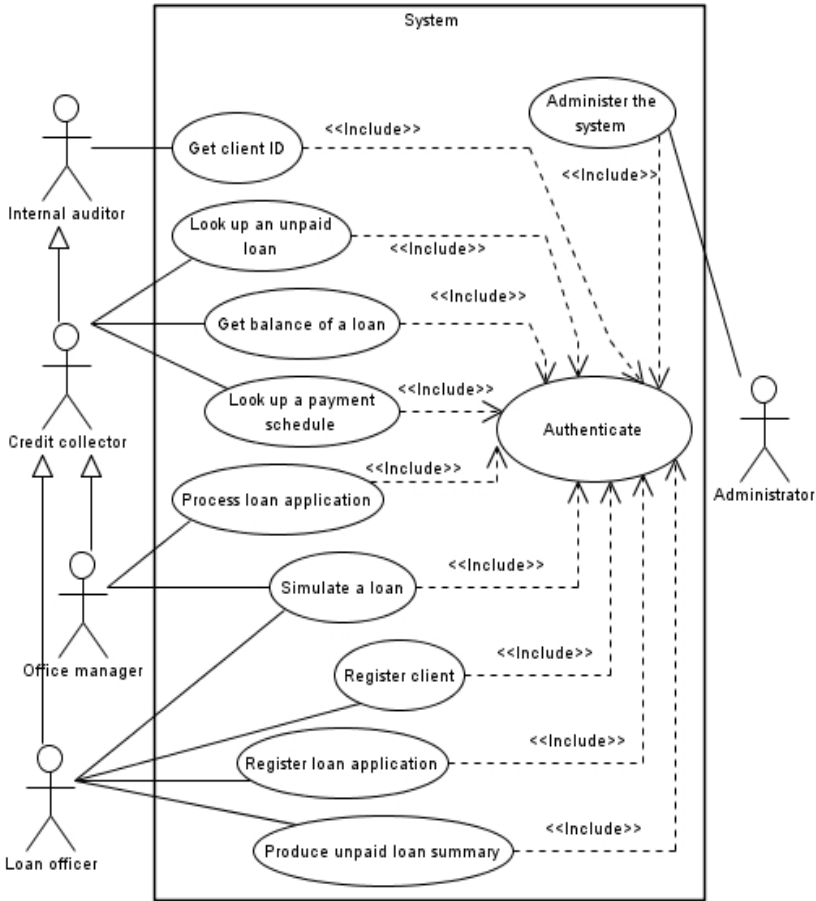 System
Administer the
system
<<Include>>
Get client ID
<<Include>>
Internal auditor
Look up an unpaid
loan
<<Include>>
Get balance of a loan
<<Include>>
Look up a payment
schedule
<<Include>>
Authenticate
Credit collector
Administrator
Process loan application
<<Include>>
Simulate a loan
<<Include>>
Office manager
Register client
<<Include>>
Register loan application
<<Include>>
Loan officer
Produce unpaid loan summary
<<Include>>